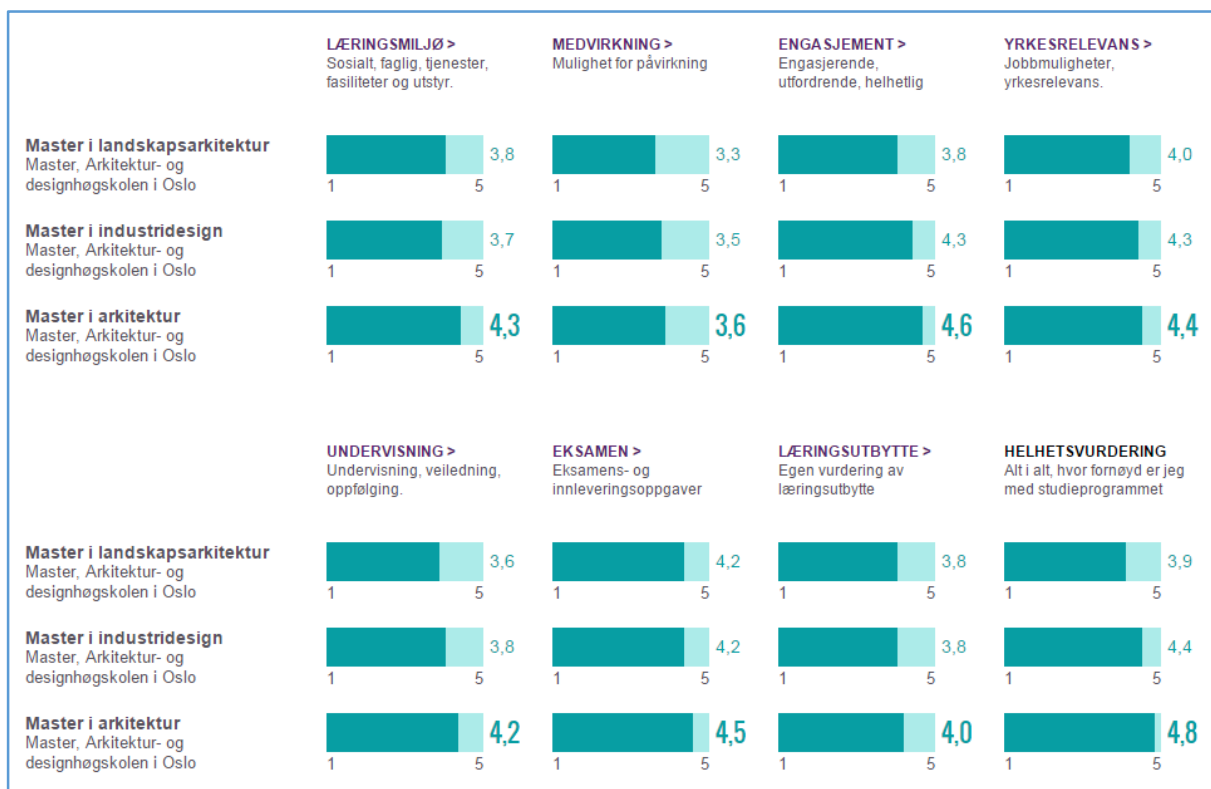 LÆRINGSMILJØ >
Sosialt, faglig, tjenester,
fasiliteter og utstyr.
MEDVIRKNING >
Mulighet for påvirkning
ENGASJEMENT >
Engasjerende,
utfordrende, helhetlig
YRKESRELEVANS >
Jobbmuligheter,
yrkesrelevans.
Master i landskapsarkitektur
Master, Arkitektur- og
designhøgskolen i Oslo
3,8
1 5
3,3
1 5
3,8
1 5
4,0
1 5
Master i industridesign
Master, Arkitektur- og
designhøgskolen i Oslo
3,7
1 5
3,5
1 5
4,3
1 5
4,3
1 5
Master i arkitektur
Master, Arkitektur- og
designhøgskolen i Oslo
4,3
1 5
3,6
1 5
4,6
1 5
4,4
1 5
UNDERVISNING >
Undervisning, veiledning,
oppfølging.
EKSAMEN >
Eksamens- og
innleveringsoppgaver
LÆRINGSUTBYTTE >
Egen vurdering av
læringsutbytte
HELHETSVURDERING
Alt i alt, hvor fornøyd er jeg
med studieprogrammet
Master i landskapsarkitektur
Master, Arkitektur- og
designhøgskolen i Oslo
3,6
1 5
4,2
1 5
3,8
1 5
3,9
1 5
Master i industridesign
Master, Arkitektur- og
designhøgskolen i Oslo
3,8
1 5
4,2
1 5
3,8
1 5
4,4
1 5
Master i arkitektur
Master, Arkitektur- og
designhøgskolen i Oslo
4,2
1 5
4,5
1 5
4,0
1 5
4,8
1 5